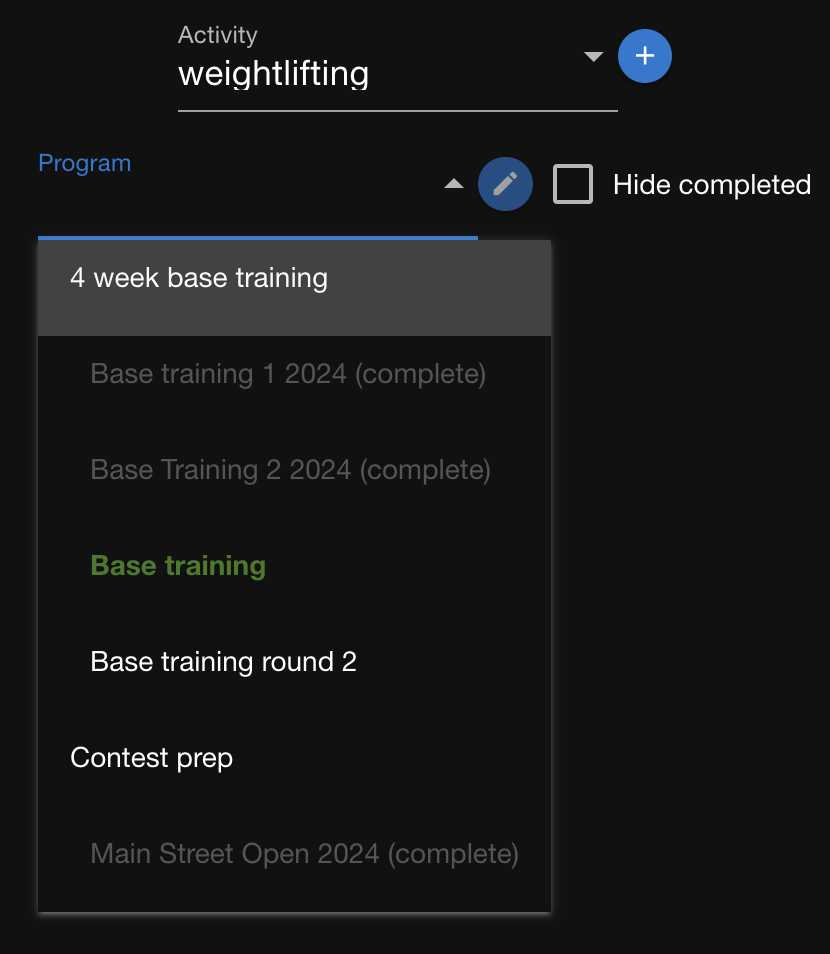 Activity
weightlifting
Program
Hide completed
4 week base training
Base training 1 2024 (complete)
Base Training 2 2024 (complete)
Base training
Base training round 2
Contest prep
Main Street Open 2024 (complete)